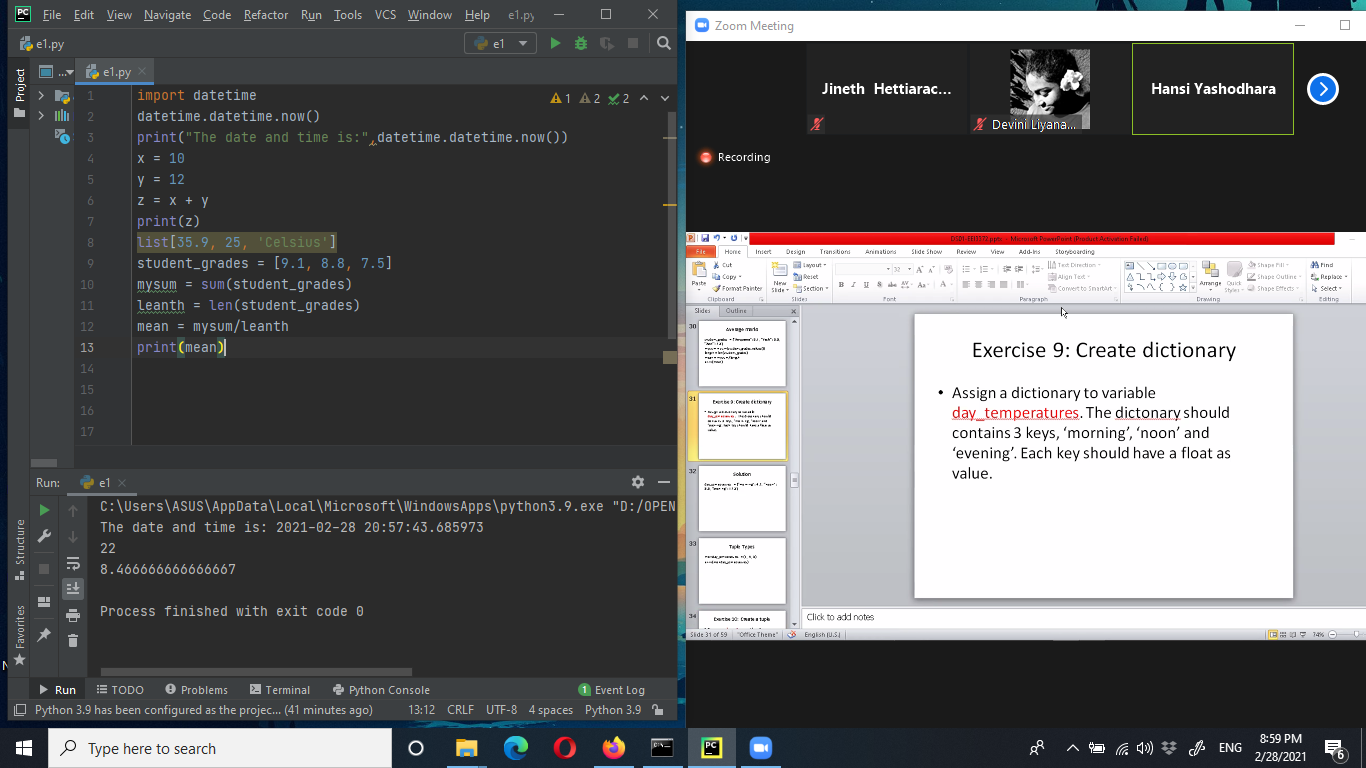 File Edit View Navigate Code Refactor Run Tools VCS Window Help e1.py
e1.py
e1
Project
...
e1.py
1 import datetime
2 datetime.datetime.now()
3 print("The date and time is:",datetime.datetime.now())
4 x = 10
5 y = 12
6 z = x + y
7 print(z)
8 list[35.9, 25, 'Celsius']
9 student_grades = [9.1, 8.8, 7.5]
10 mysum = sum(student_grades)
11 leanth = len(student_grades)
12 mean = mysum/leanth
13 print(mean)
14
15
16
17
1 2 2
Run: e1
C:\Users\ASUS\AppData\Local\Microsoft\WindowsApps\python3.9.exe "D:/OPEN
The date and time is: 2021-02-28 20:57:43.685973
22
8.466666666666667
Process finished with exit code 0
Structure
Favorites
Run TODO Problems Terminal Python Console 1 Event Log
Python 3.9 has been configured as the projec... (41 minutes ago) 13:12 CRLF UTF-8 4 spaces Python 3.9
Zoom Meeting
Jineth Hettiarac...
Devini Liyana...
Hansi Yashodhara
Recording
Microsoft PowerPoint (Product Activation Failed)
File Home Insert Design Transitions Animations Slide Show Review View Add-Ins Storyboarding
Paste
Cut
Copy
Format Painter
New Slide
Layout
Reset
Section
Text Direction
Align Text
Convert to SmartArt
Arrange
Quick Styles
Shape Fill
Shape Outline
Shape Effects
Find
Replace
Select
Clipboard Slides Font Paragraph Drawing Editing
Slides Outline
30
Average marks
31
Exercise 9: Create dictionary
32
Solution
33
Tuple Types
34
Exercise 10: Create a tuple
Exercise 9: Create dictionary
• Assign a dictionary to variable
day_temperatures. The dictonary should
contains 3 keys, ‘morning’, ‘noon’ and
‘evening’. Each key should have a float as
value.
Click to add notes
Slide 31 of 59 "Office Theme" English (U.S.) 74%
Type here to search
ENG
8:59 PM
2/28/2021
6